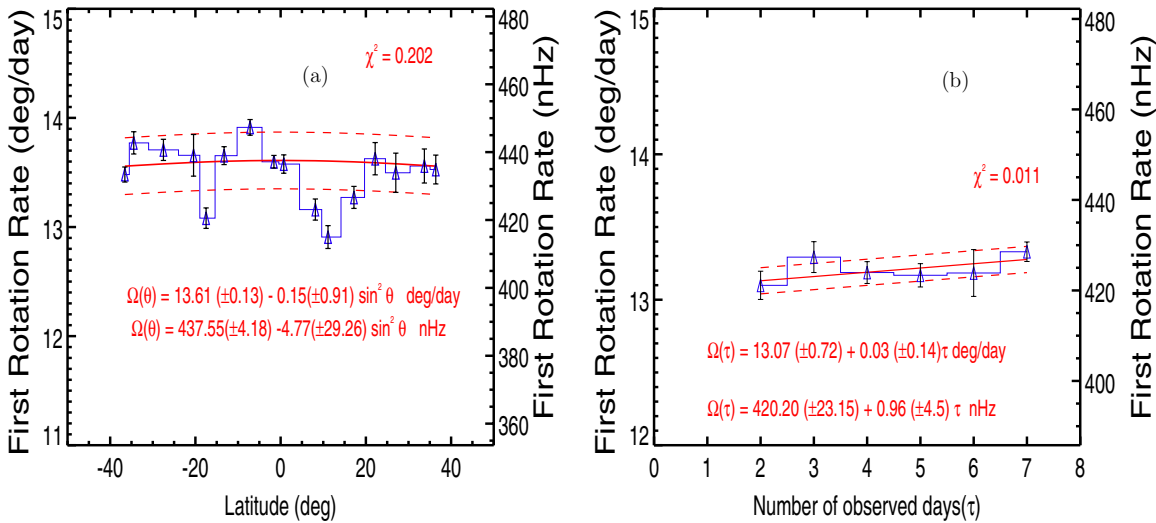 First Rotation Rate (deg/day)
15
14
13
12
11
(a)
χ² = 0.202
Ω(θ) = 13.61 (±0.13) - 0.15(±0.91) sin² θ deg/day
Ω(θ) = 437.55(±4.18) -4.77(±29.26) sin² θ nHz
-40 -20 0 20 40
Latitude (deg)
480
460
440
420
400
380
360
First Rotation Rate (nHz)
First Rotation Rate (deg/day)
15
14
13
12
(b)
χ² = 0.011
Ω(τ) = 13.07 (±0.72) + 0.03 (±0.14)τ deg/day
Ω(τ) = 420.20 (±23.15) + 0.96 (±4.5) τ nHz
0 1 2 3 4 5 6 7 8
Number of observed days(τ)
480
460
440
420
400
First Rotation Rate (nHz)